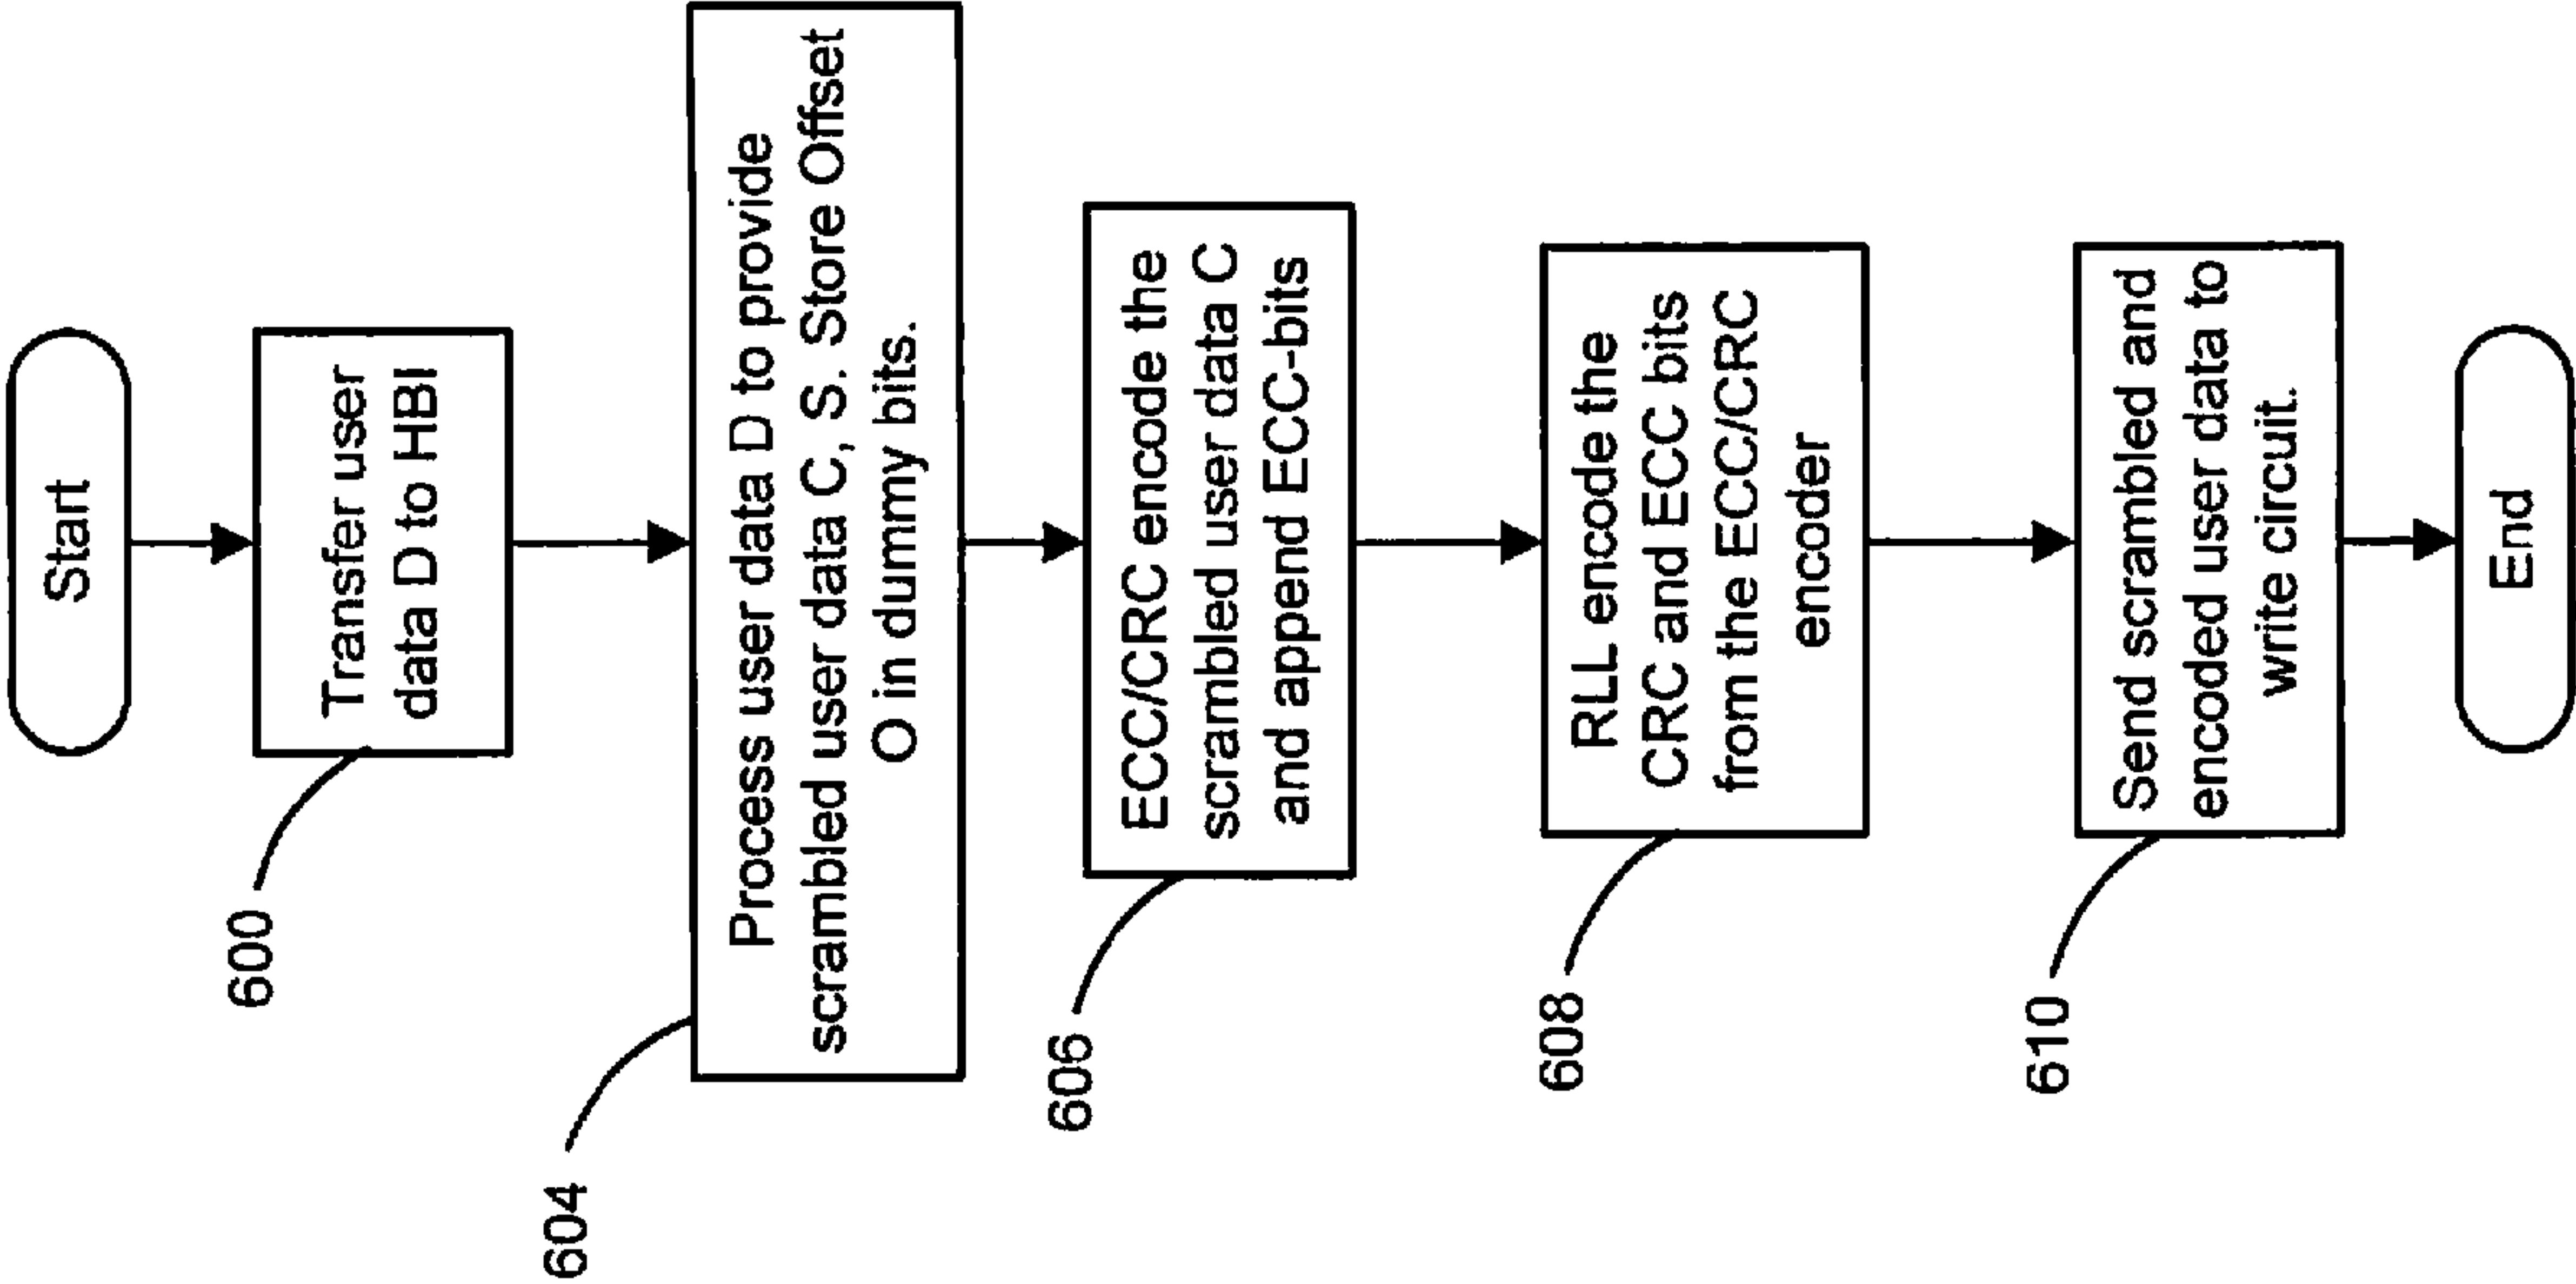 Start
600
Transfer user
data D to HBI
604
Process user data D to provide
scrambled user data C, S. Store Offset
O in dummy bits.
606
ECC/CRC encode the
scrambled user data C
and append ECC-bits
608
RLL encode the
CRC and ECC bits
from the ECC/CRC
encoder
610
Send scrambled and
encoded user data to
write circuit.
End